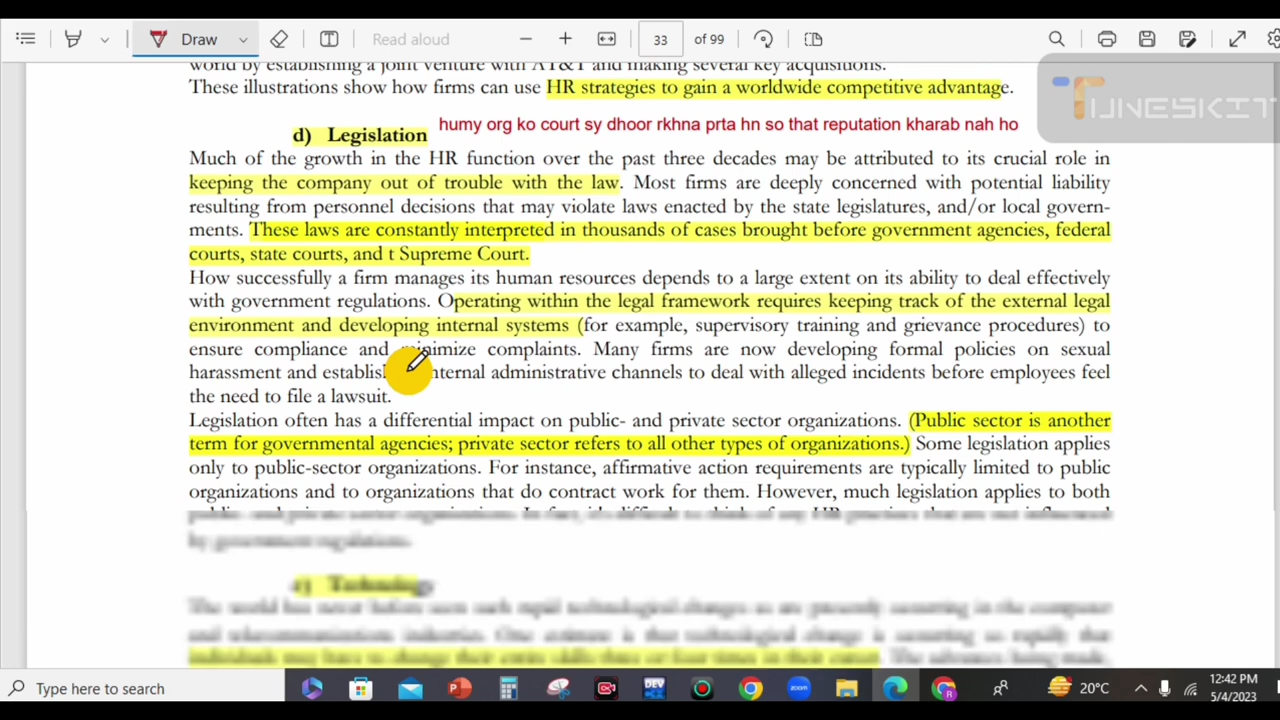 Draw
Read aloud
33
of 99
TUNESKIT
world by establishing a joint venture with AT&T and making several key acquisitions.
These illustrations show how firms can use HR strategies to gain a worldwide competitive advantage.
d) Legislation
humy org ko court sy dhoor rkhna prta hn so that reputation kharab nah ho
Much of the growth in the HR function over the past three decades may be attributed to its crucial role in
keeping the company out of trouble with the law. Most firms are deeply concerned with potential liability
resulting from personnel decisions that may violate laws enacted by the state legislatures, and/or local govern-
ments. These laws are constantly interpreted in thousands of cases brought before government agencies, federal
courts, state courts, and t Supreme Court.
How successfully a firm manages its human resources depends to a large extent on its ability to deal effectively
with government regulations. Operating within the legal framework requires keeping track of the external legal
environment and developing internal systems (for example, supervisory training and grievance procedures) to
ensure compliance and minimize complaints. Many firms are now developing formal policies on sexual
harassment and establis internal administrative channels to deal with alleged incidents before employees feel
the need to file a lawsuit.
Legislation often has a differential impact on public- and private sector organizations. (Public sector is another
term for governmental agencies; private sector refers to all other types of organizations.) Some legislation applies
only to public-sector organizations. For instance, affirmative action requirements are typically limited to public
organizations and to organizations that do contract work for them. However, much legislation applies to both
by government regulations.
e) Technology
Type here to search
DEV
zoom
R
20°C
12:42 PM
5/4/2023